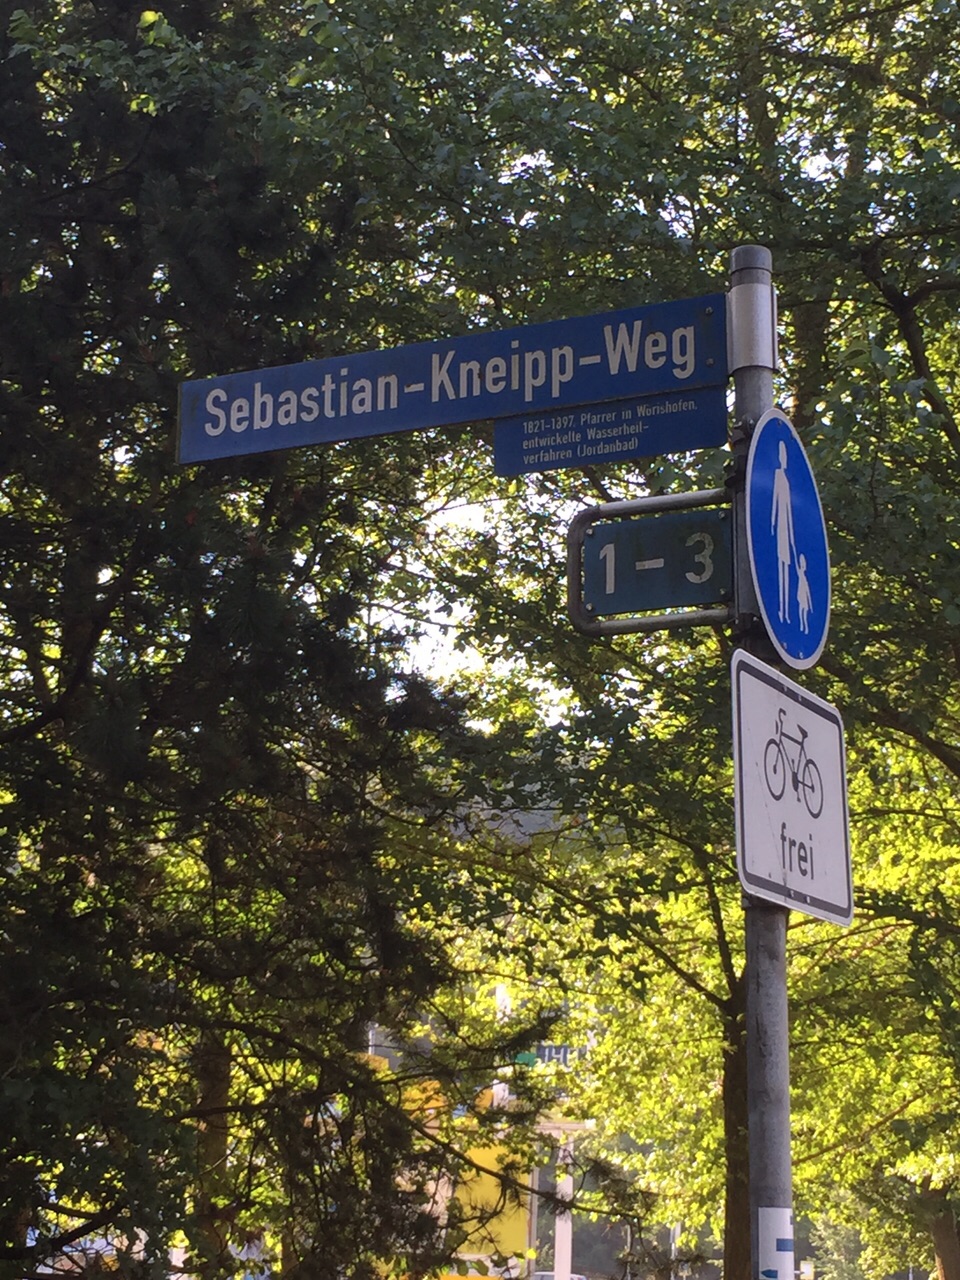 Sebastian-Kneipp-Weg
1821-1897, Pfarrer in Wörishofen,
entwickelte Wasserheil-
verfahren (Jordanbad)
1 - 3
frei